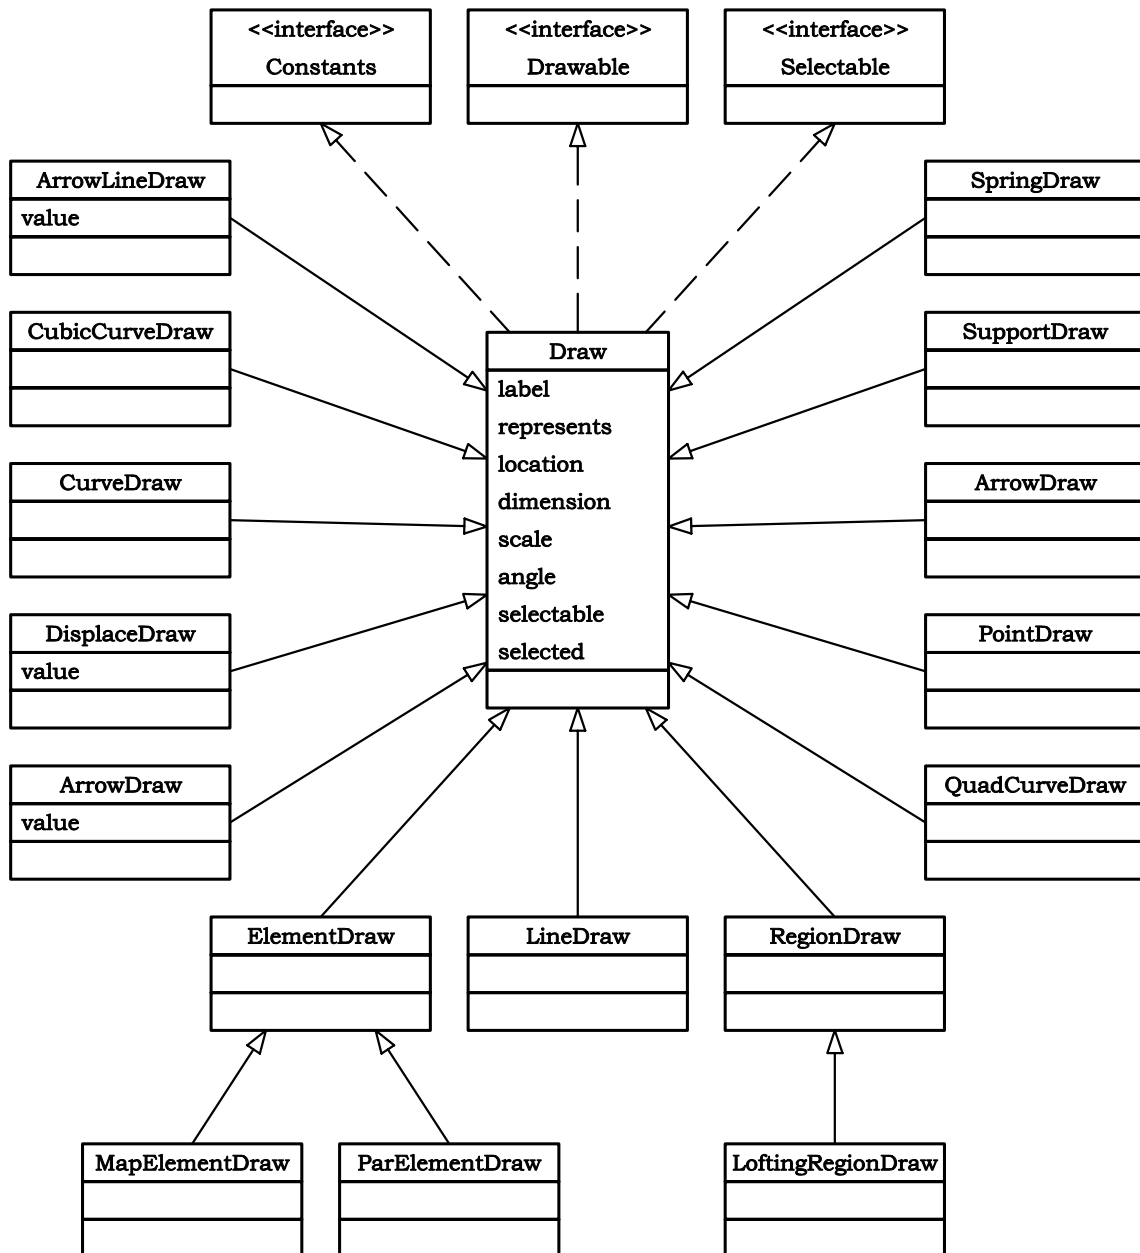 <<interface>>
Constants
<<interface>>
Drawable
<<interface>>
Selectable
ArrowLineDraw
value
SpringDraw
CubicCurveDraw
SupportDraw
Draw
label
represents
location
dimension
scale
angle
selectable
selected
CurveDraw
ArrowDraw
DisplaceDraw
value
PointDraw
ArrowDraw
value
QuadCurveDraw
ElementDraw
LineDraw
RegionDraw
MapElementDraw
ParElementDraw
LoftingRegionDraw